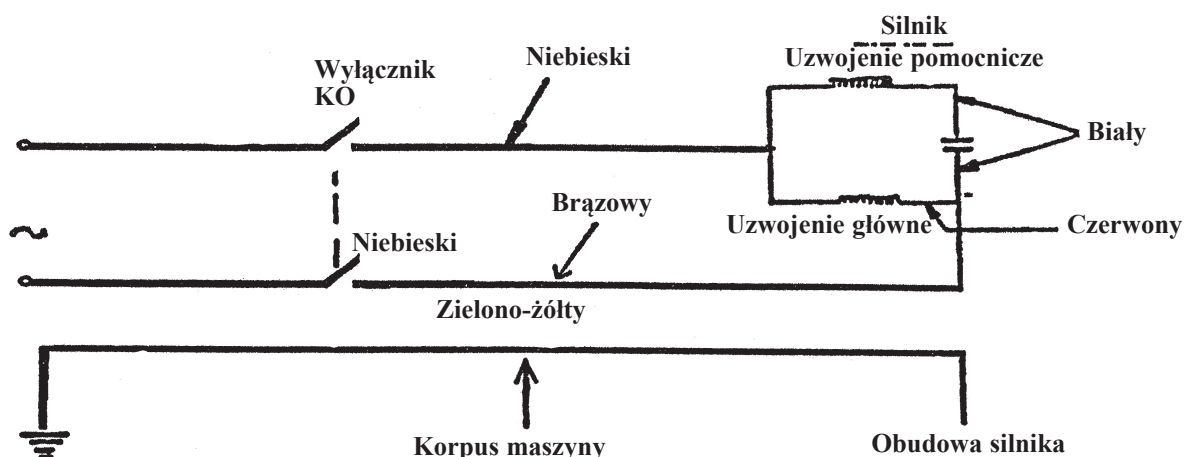 Silnik
Uzwojenie pomocnicze
Niebieski
Wyłącznik
KO
Biały
Brązowy
Uzwojenie główne
Czerwony
Niebieski
Zielono-żółty
Korpus maszyny
Obudowa silnika